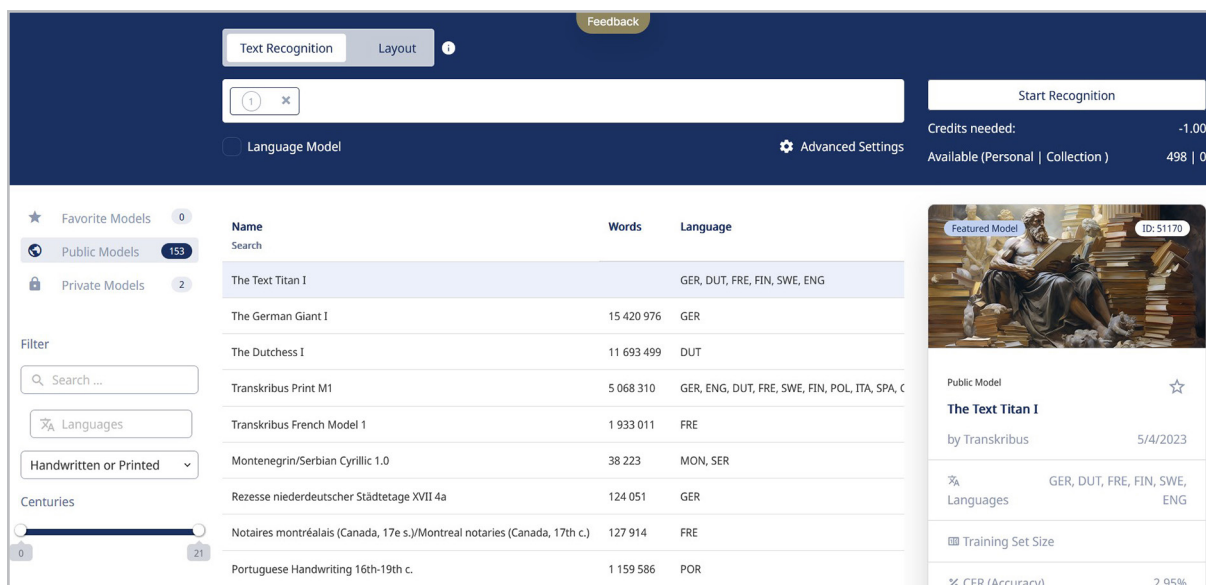 Feedback
Text Recognition Layout i
1
Start Recognition
Language Model Advanced Settings
Credits needed: -1.00
Available (Personal | Collection ) 498 | 0
Favorite Models 0
Public Models 153
Private Models 2
Filter
Search ...
Languages
Handwritten or Printed
Centuries
0 21
Name Words Language
Search
The Text Titan I GER, DUT, FRE, FIN, SWE, ENG
The German Giant I 15 420 976 GER
The Dutchess I 11 693 499 DUT
Transkribus Print M1 5 068 310 GER, ENG, DUT, FRE, SWE, FIN, POL, ITA, SPA,
Transkribus French Model 1 1 933 011 FRE
Montenegrin/Serbian Cyrillic 1.0 38 223 MON, SER
Rezesse niederdeutscher Städtetage XVII 4a 124 051 GER
Notaires montréalais (Canada, 17e s.)/Montreal notaries (Canada, 17th c.) 127 914 FRE
Portuguese Handwriting 16th-19th c. 1 159 586 POR
Featured Model ID: 51170
Public Model
The Text Titan I
by Transkribus 5/4/2023
Languages GER, DUT, FRE, FIN, SWE,
ENG
Training Set Size
CER (Accuracy) 2.95%